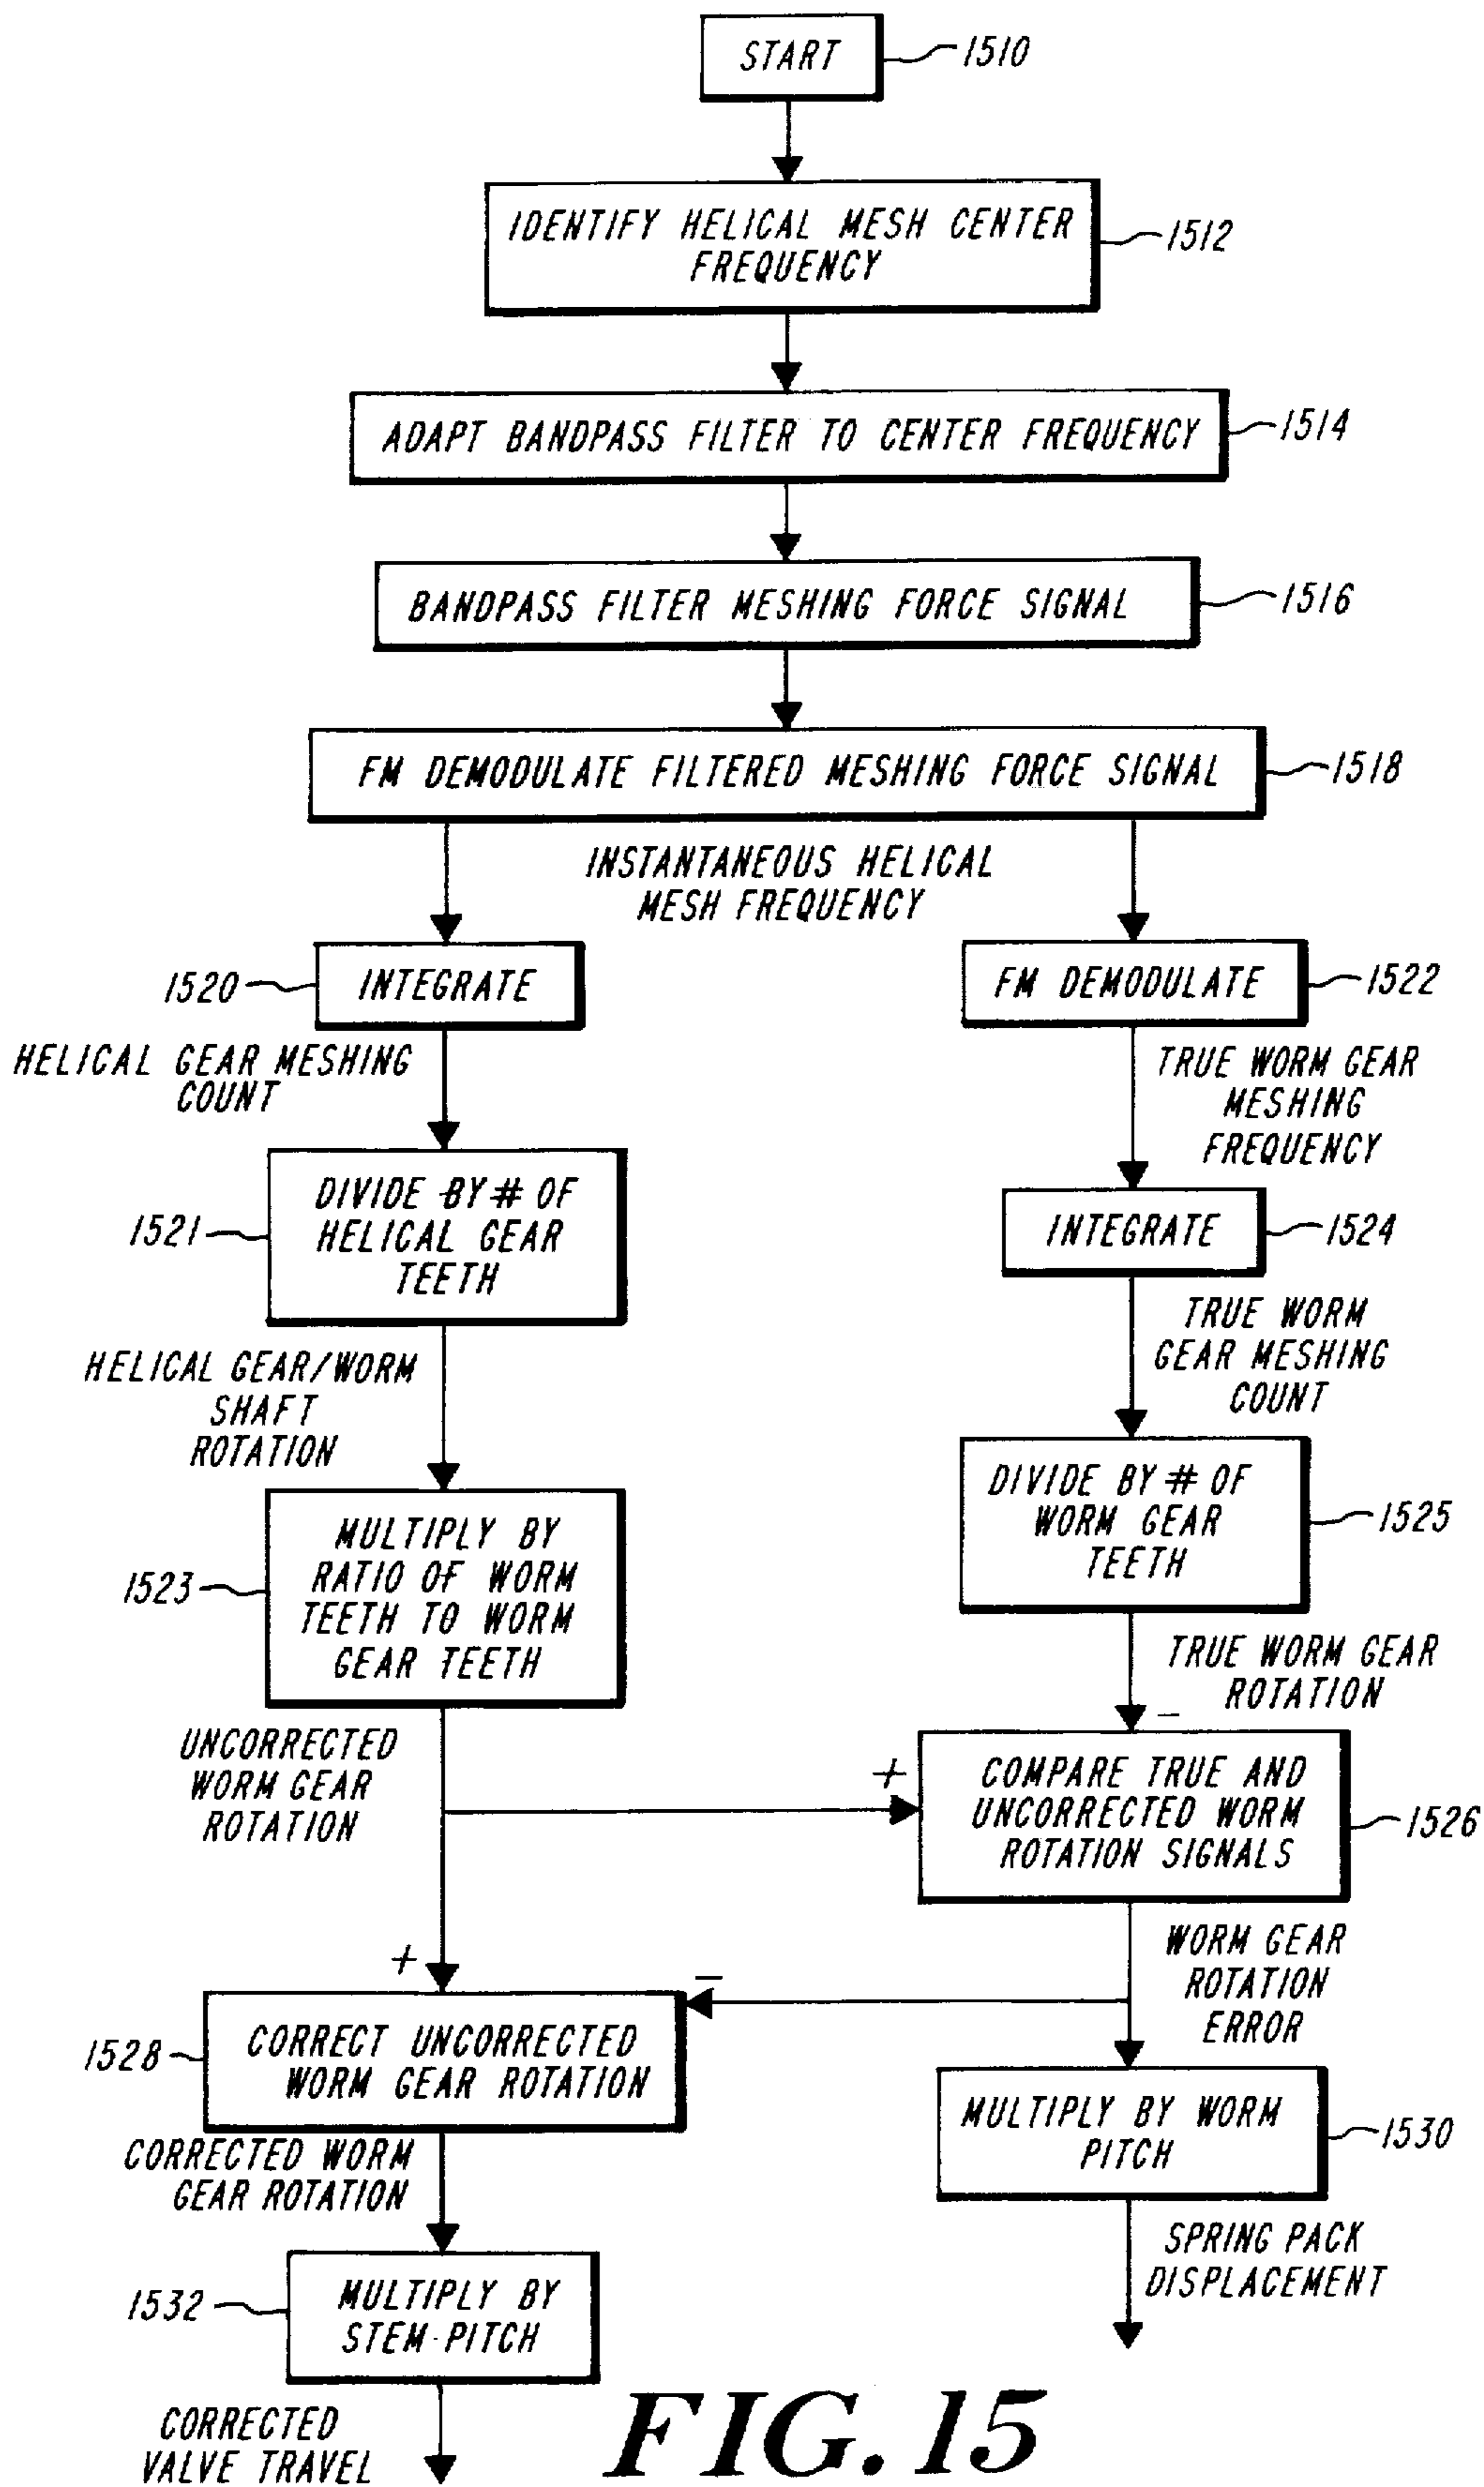 START
1510
IDENTIFY HELICAL MESH CENTER
FREQUENCY
1512
ADAPT BANDPASS FILTER TO CENTER FREQUENCY
1514
BANDPASS FILTER MESHING FORCE SIGNAL
1516
FM DEMODULATE FILTERED MESHING FORCE SIGNAL
1518
INSTANTANEOUS HELICAL
MESH FREQUENCY
1520
INTEGRATE
FM DEMODULATE
1522
HELICAL GEAR MESHING
COUNT
TRUE WORM GEAR
MESHING
FREQUENCY
1521
DIVIDE BY # OF
HELICAL GEAR
TEETH
INTEGRATE
1524
HELICAL GEAR/WORM
SHAFT
ROTATION
TRUE WORM
GEAR MESHING
COUNT
1523
MULTIPLY BY
RATIO OF WORM
TEETH TO WORM
GEAR TEETH
DIVIDE BY # OF
WORM GEAR
TEETH
1525
TRUE WORM GEAR
ROTATION
UNCORRECTED
WORM GEAR
ROTATION
+
−
COMPARE TRUE AND
UNCORRECTED WORM
ROTATION SIGNALS
1526
WORM GEAR
ROTATION
ERROR
+
−
1528
CORRECT UNCORRECTED
WORM GEAR ROTATION
MULTIPLY BY WORM
PITCH
1530
CORRECTED WORM
GEAR ROTATION
SPRING PACK
DISPLACEMENT
1532
MULTIPLY BY
STEM-PITCH
CORRECTED
VALVE TRAVEL
FIG. 15